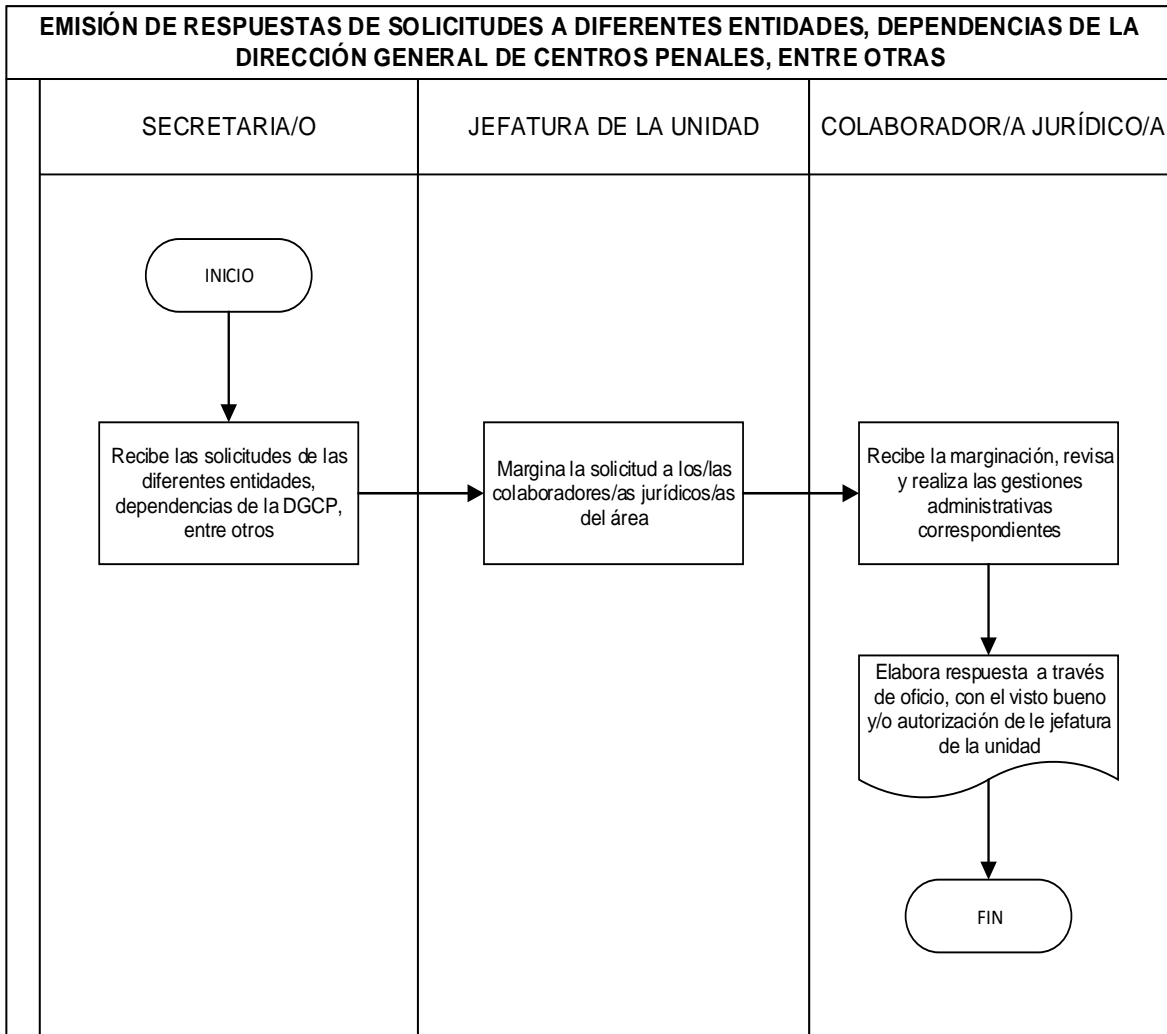 EMISIÓN DE RESPUESTAS DE SOLICITUDES A DIFERENTES ENTIDADES, DEPENDENCIAS DE LA
DIRECCIÓN GENERAL DE CENTROS PENALES, ENTRE OTRAS
SECRETARIA/O
JEFATURA DE LA UNIDAD
COLABORADOR/A JURÍDICO/A
INICIO
Recibe las solicitudes de las
diferentes entidades,
dependencias de la DGCP,
entre otros
Margina la solicitud a los/las
colaboradores/as jurídicos/as
del área
Recibe la marginación, revisa
y realiza las gestiones
administrativas
correspondientes
Elabora respuesta a través
de oficio, con el visto bueno
y/o autorización de le jefatura
de la unidad
FIN